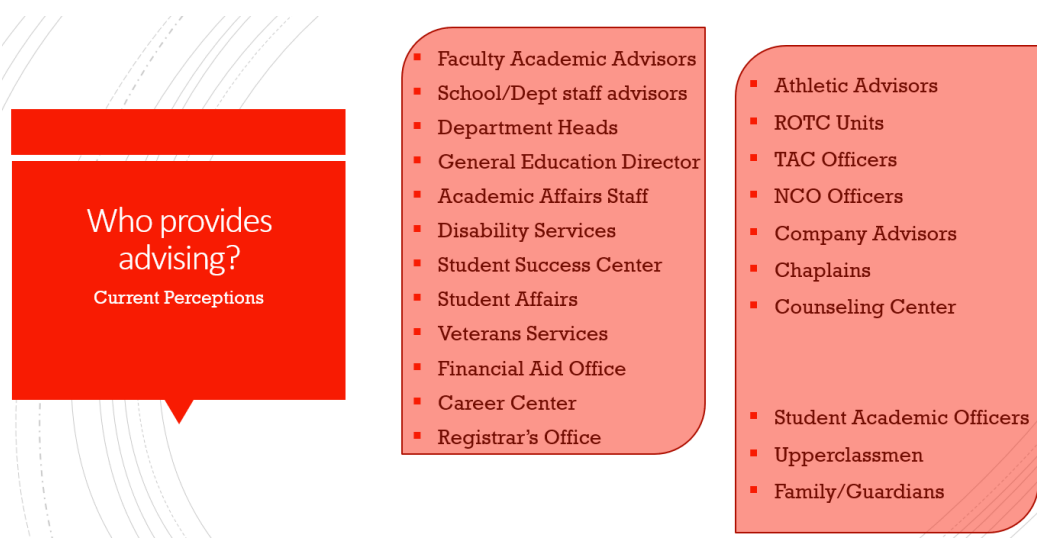 Who provides
advising?
Current Perceptions
Faculty Academic Advisors
School/Dept staff advisors
Department Heads
General Education Director
Academic Affairs Staff
Disability Services
Student Success Center
Student Affairs
Veterans Services
Financial Aid Office
Career Center
Registrar's Office
Athletic Advisors
ROTC Units
TAC Officers
NCO Officers
Company Advisors
Chaplains
Counseling Center
Student Academic Officers
Upperclassmen
Family/Guardians